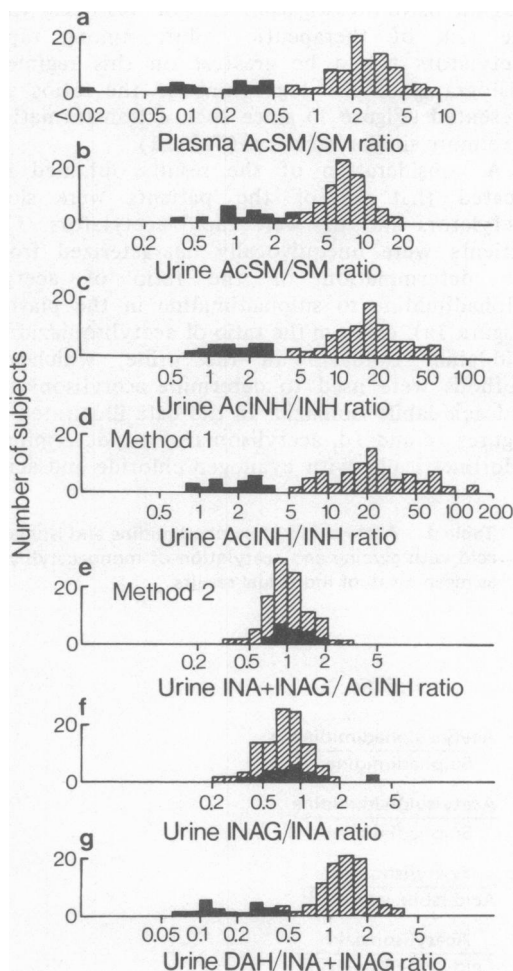 Number of subjects
a
20
0
<0.02 0.05 0.1 0.2 0.5 1 2 5 10
Plasma AcSM/SM ratio
b
20
0
0.2 0.5 1 2 5 10 20
Urine AcSM/SM ratio
c
20
0
0.5 1 2 5 10 20 50 100
Urine AcINH/INH ratio
d
Method 1
20
0
0.5 1 2 5 10 20 50 100 200
Urine AcINH/INH ratio
e
Method 2
20
0
0.2 0.5 1 2 5
Urine INA+INAG/AcINH ratio
f
20
0
0.2 0.5 1 2 5
Urine INAG/INA ratio
g
20
0
0.05 0.1 0.2 0.5 1 2 5
Urine DAH/INA+INAG ratio